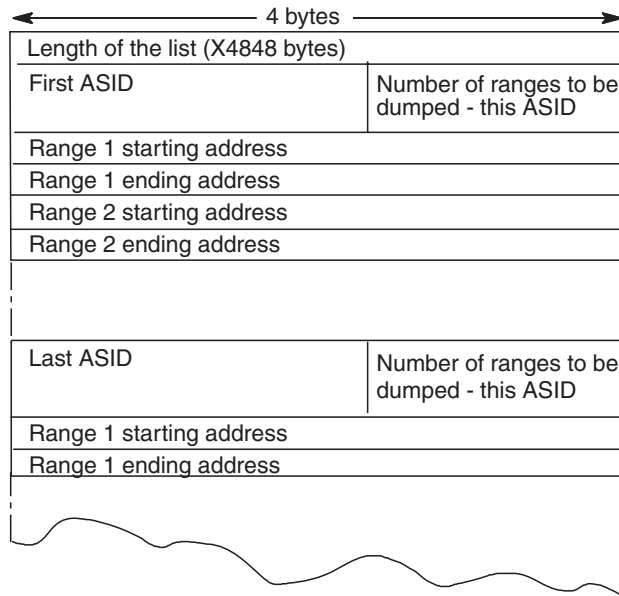 4 bytes
Length of the list (X4848 bytes)
First ASID
Number of ranges to be
dumped - this ASID
Range 1 starting address
Range 1 ending address
Range 2 starting address
Range 2 ending address
Last ASID
Number of ranges to be
dumped - this ASID
Range 1 starting address
Range 1 ending address